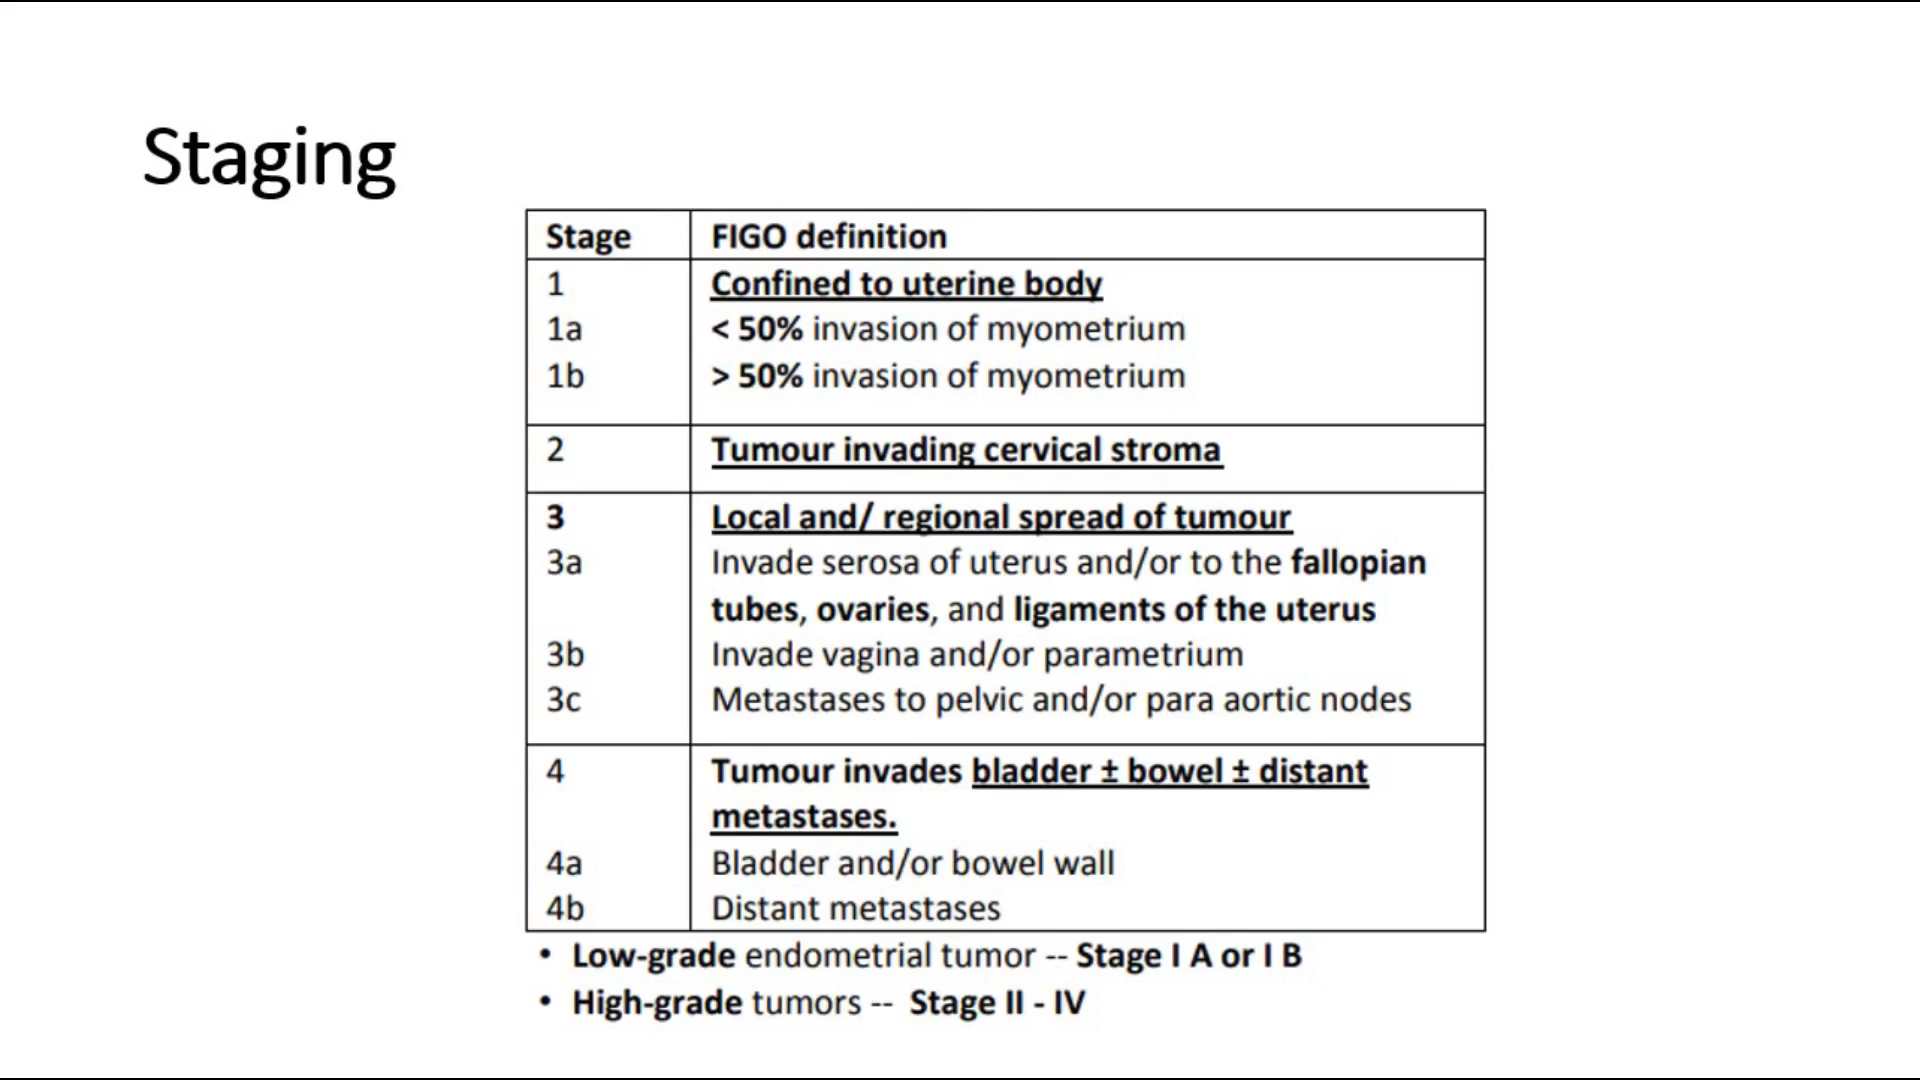 Staging
Stage FIGO definition
1 Confined to uterine body
1a < 50% invasion of myometrium
1b > 50% invasion of myometrium
2 Tumour invading cervical stroma
3 Local and/ regional spread of tumour
3a Invade serosa of uterus and/or to the fallopian
tubes, ovaries, and ligaments of the uterus
3b Invade vagina and/or parametrium
3c Metastases to pelvic and/or para aortic nodes
4 Tumour invades bladder ± bowel ± distant
metastases.
4a Bladder and/or bowel wall
4b Distant metastases
• Low-grade endometrial tumor -- Stage I A or I B
• High-grade tumors -- Stage II - IV